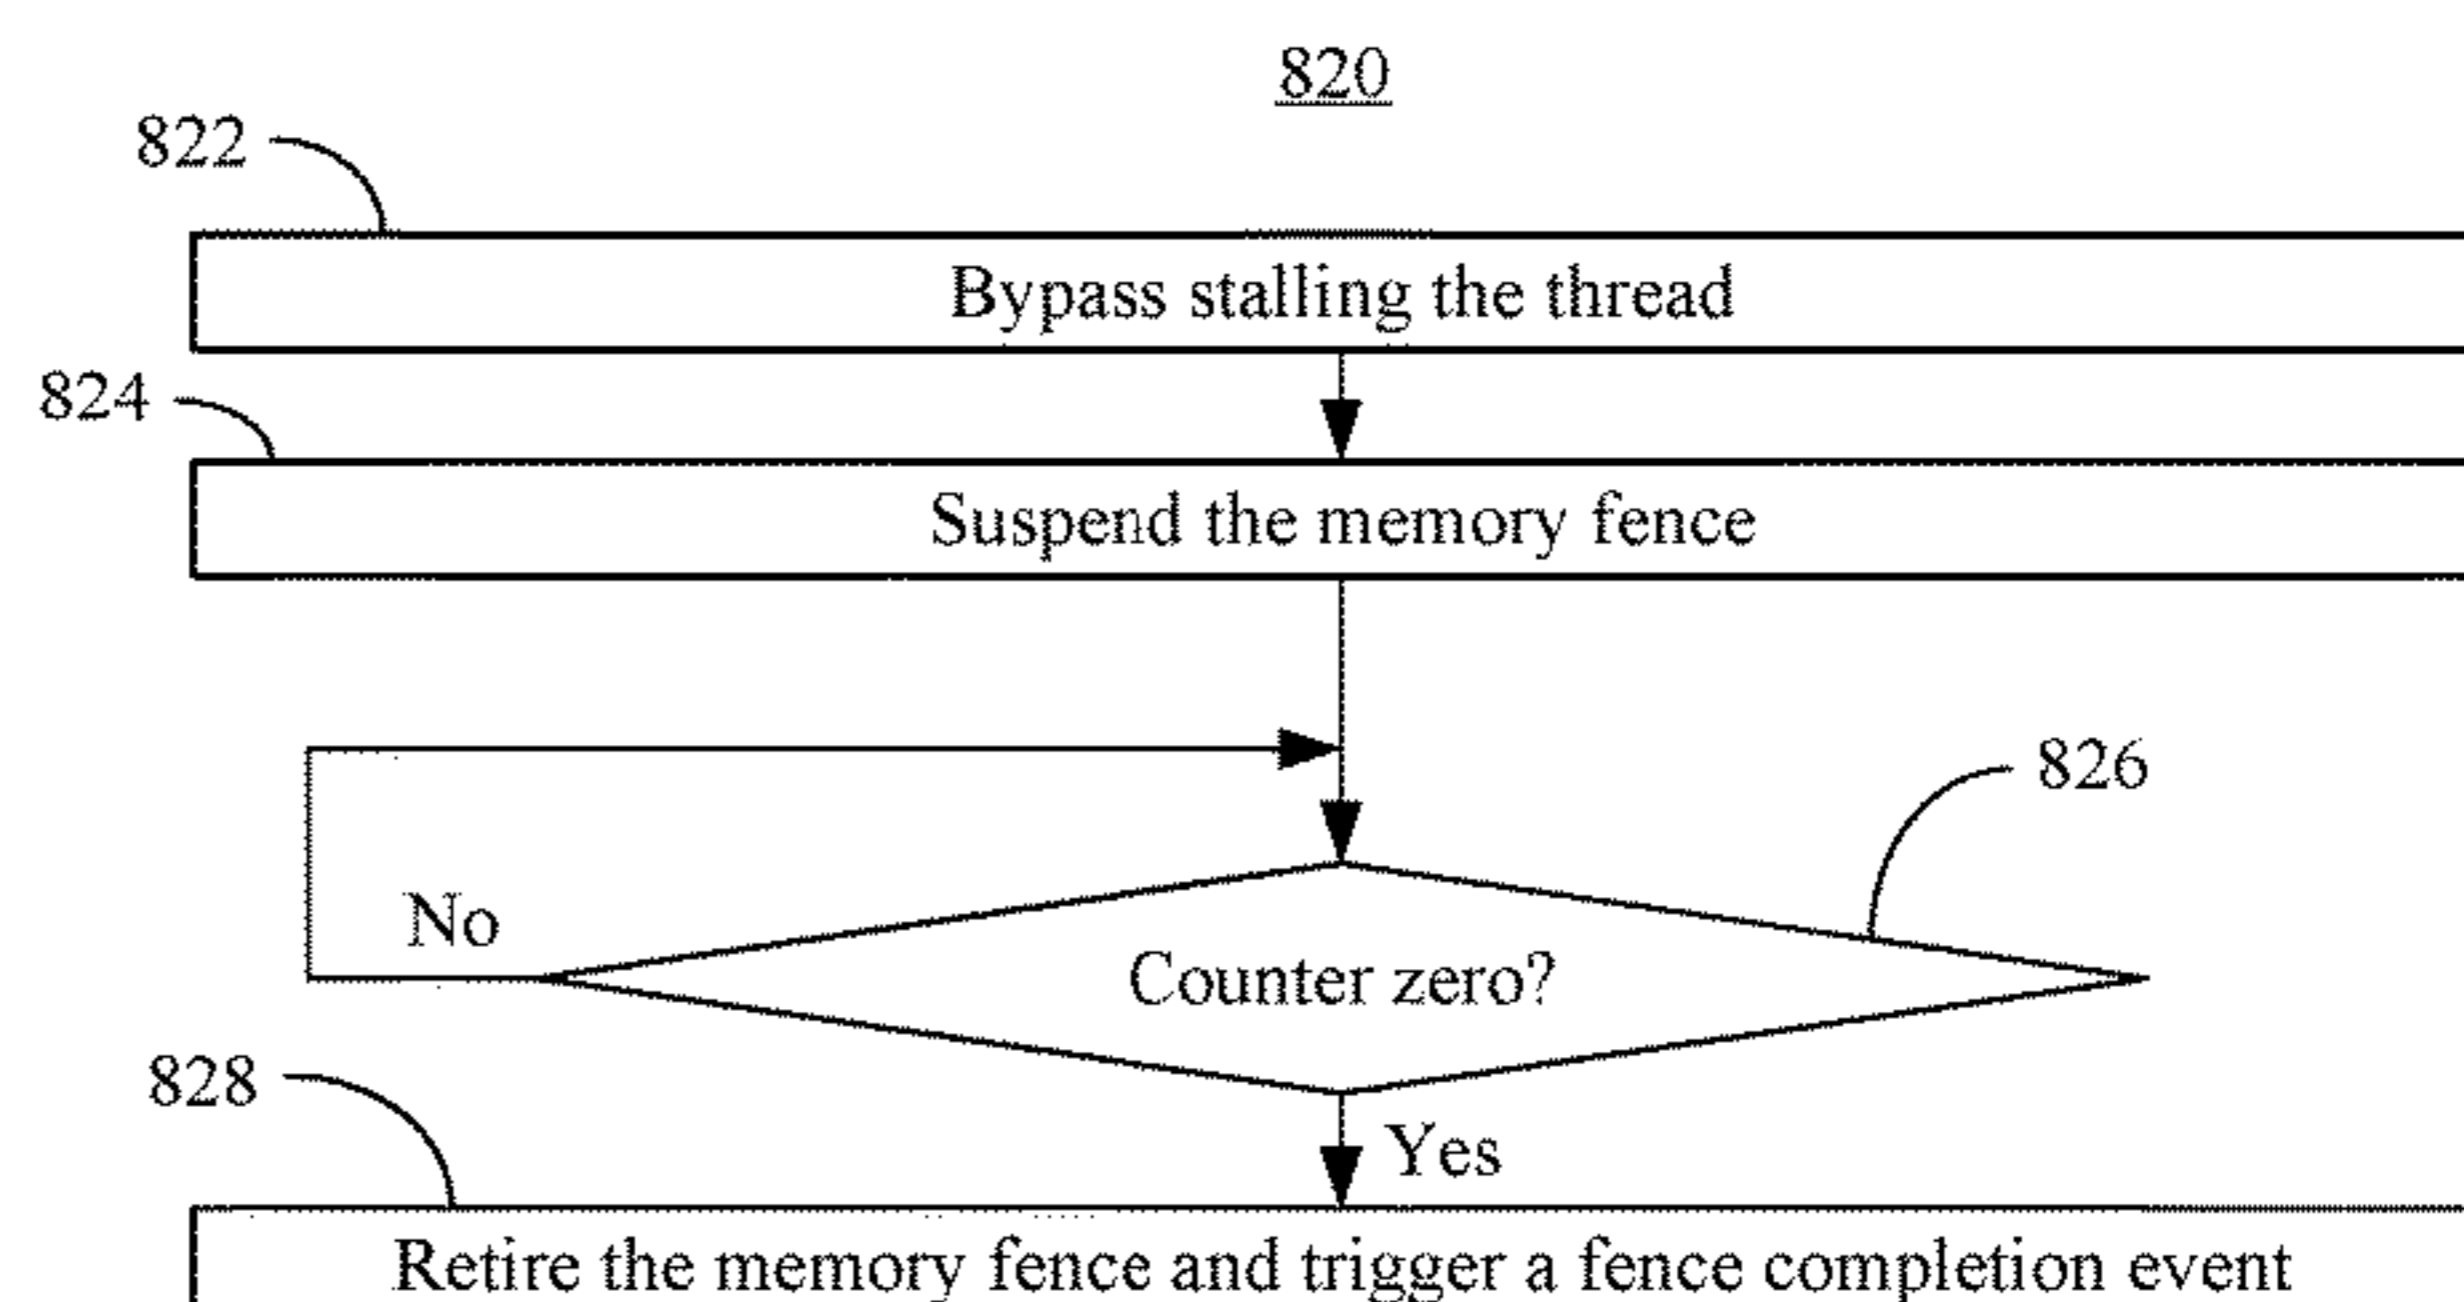 820
822
Bypass stalling the thread
824
Suspend the memory fence
826
No
Counter zero?
828
Yes
Retire the memory fence and trigger a fence completion event